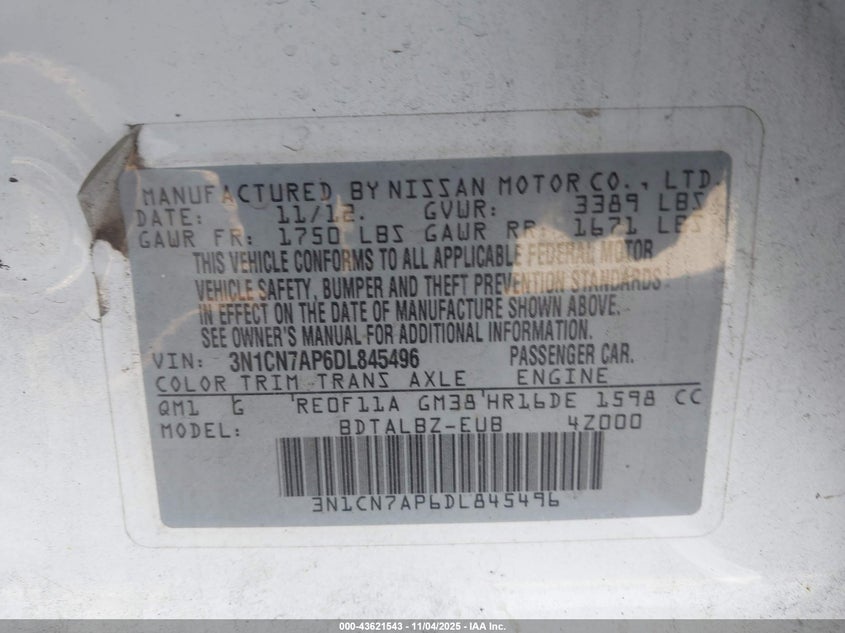 MANUFACTURED BY NISSAN MOTOR CO., LTD.
DATE: 11/12. GVWR: 3389 LBS
GAWR FR: 1750 LBS GAWR RR: 1671 LBS
THIS VEHICLE CONFORMS TO ALL APPLICABLE FEDERAL MOTOR
VEHICLE SAFETY, BUMPER AND THEFT PREVENTION STANDARDS
IN EFFECT ON THE DATE OF MANUFACTURE SHOWN ABOVE.
SEE OWNER'S MANUAL FOR ADDITIONAL INFORMATION.
VIN: 3N1CN7AP6DL845496 PASSENGER CAR.
COLOR TRIM TRANS AXLE ENGINE
QM1 G RE0F11A GM38 HR16DE 1598 CC
MODEL: BDTALBZ-EUB 4Z000
3N1CN7AP6DL845496
000-43621543 - 11/04/2025 - IAA Inc.